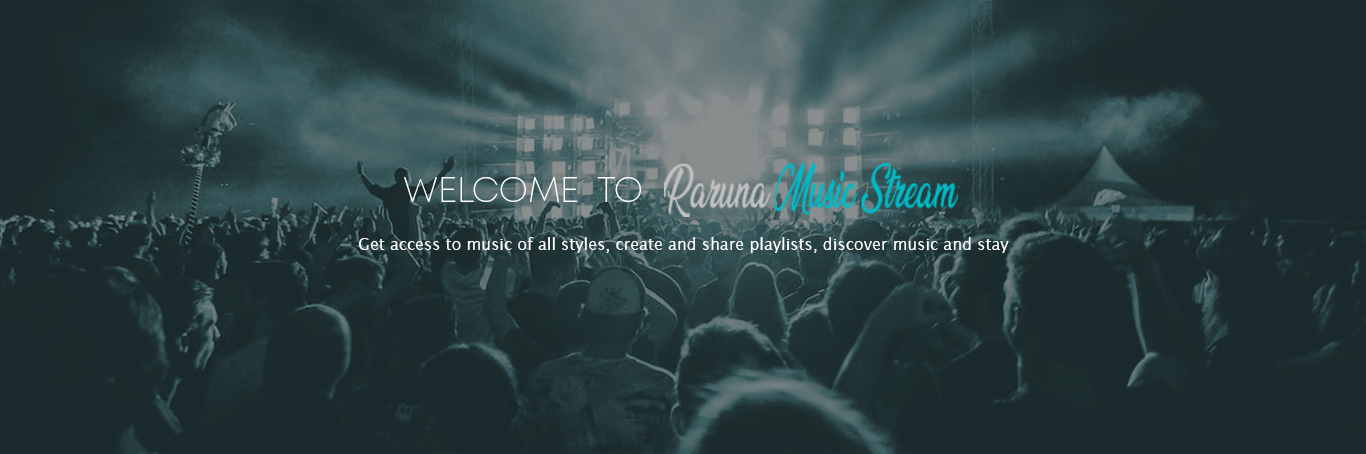 WELCOME TO Raruna Music Stream
Get access to music of all styles, create and share playlists, discover music and stay